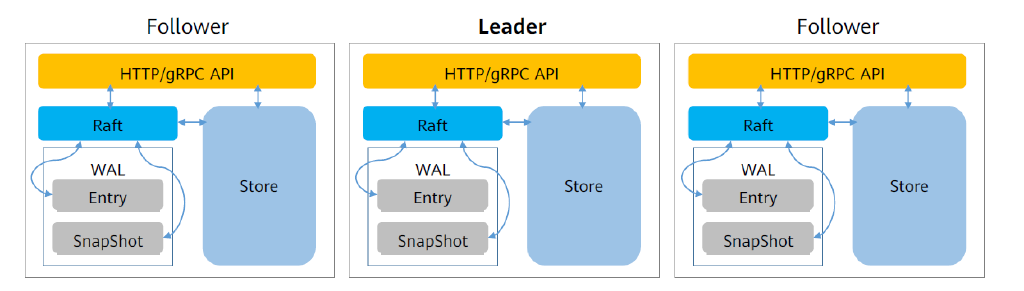 Follower
HTTP/gRPC API
Raft
WAL
Entry
SnapShot
Store
Leader
HTTP/gRPC API
Raft
WAL
Entry
SnapShot
Store
Follower
HTTP/gRPC API
Raft
WAL
Entry
SnapShot
Store